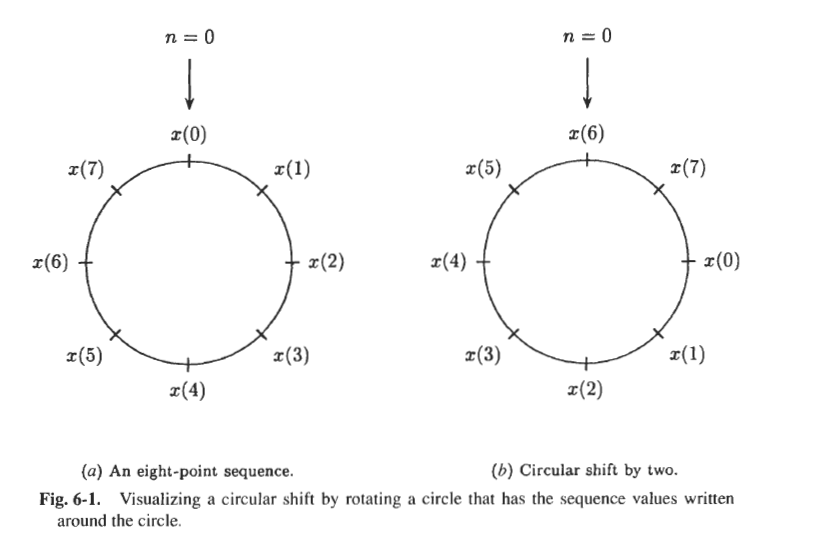 n = 0
x(0)
x(7)
x(1)
x(6)
x(2)
x(5)
x(3)
x(4)
(a) An eight-point sequence.
n = 0
x(6)
x(5)
x(7)
x(4)
x(0)
x(3)
x(1)
x(2)
(b) Circular shift by two.
Fig. 6-1. Visualizing a circular shift by rotating a circle that has the sequence values written
around the circle.